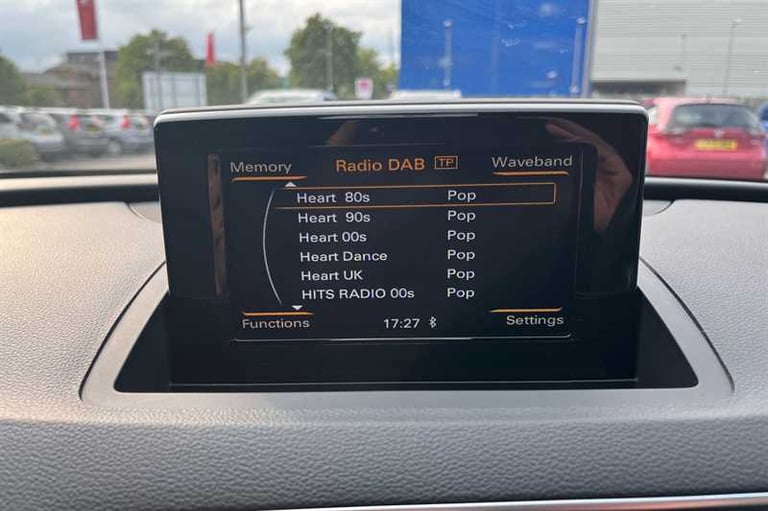 Memory Radio DAB TP Waveband
Heart 80s Pop
Heart 90s Pop
Heart 00s Pop
Heart Dance Pop
Heart UK Pop
HITS RADIO 00s Pop
Functions 17:27 Settings